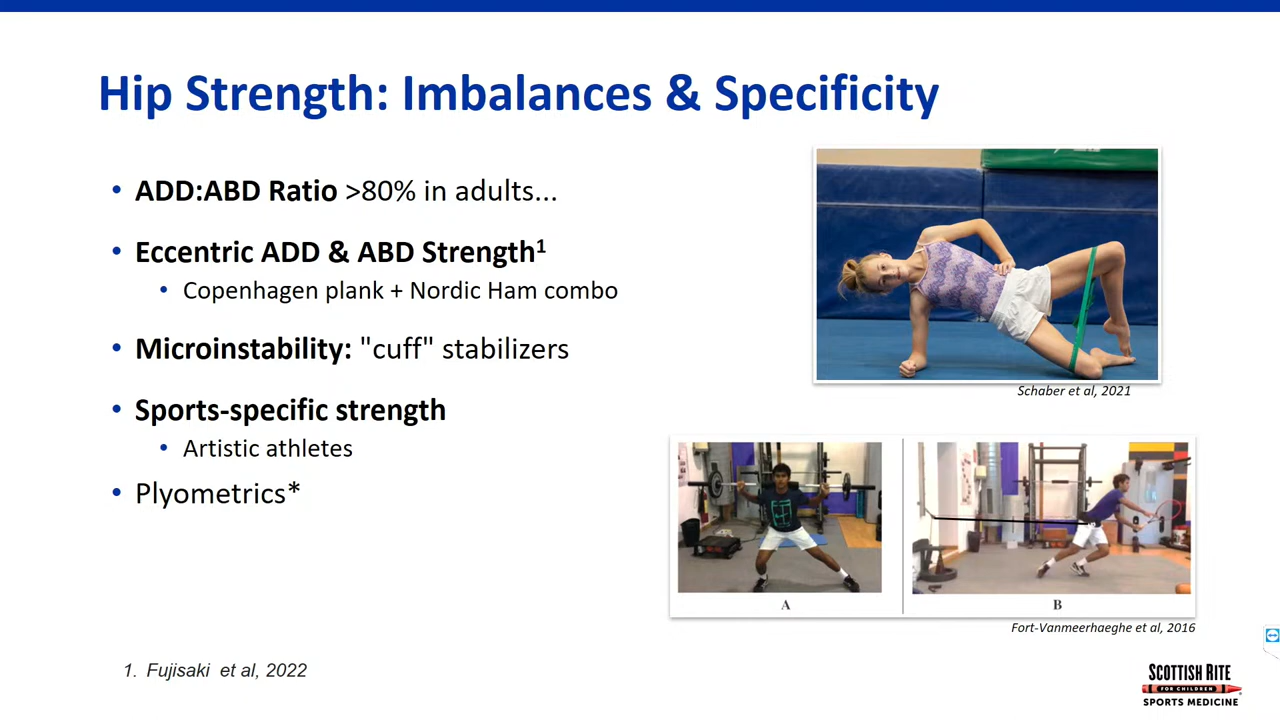 Hip Strength: Imbalances & Specificity
• ADD:ABD Ratio >80% in adults...
• Eccentric ADD & ABD Strength¹
• Copenhagen plank + Nordic Ham combo
• Microinstability: "cuff" stabilizers
• Sports-specific strength
• Artistic athletes
• Plyometrics*
Schaber et al, 2021
A
B
Fort-Vanmeerhaeghe et al, 2016
1. Fujisaki et al, 2022
SCOTTISH RITE
FOR CHILDREN
SPORTS MEDICINE